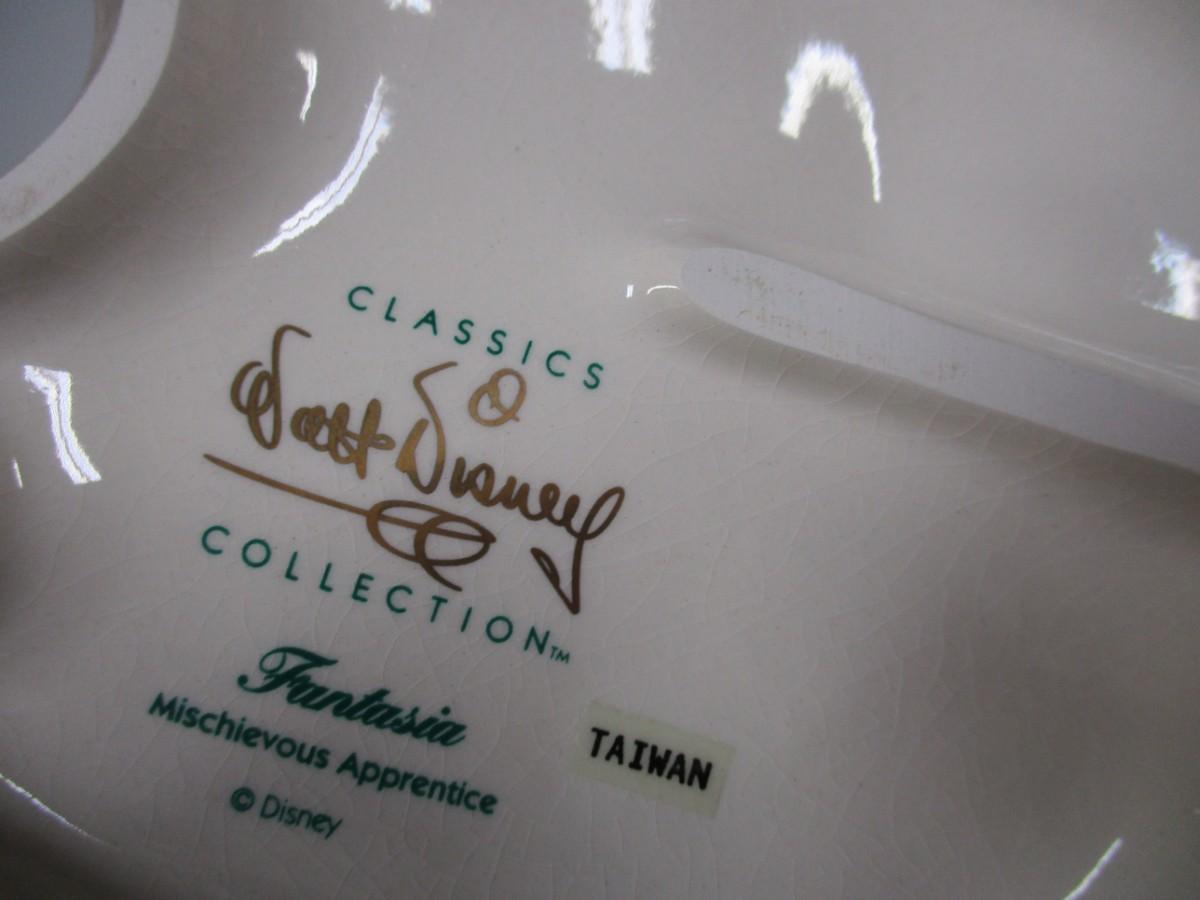 CLASSICS
Walt Disney
COLLECTION™
Fantasia
Mischievous Apprentice
© Disney
TAIWAN